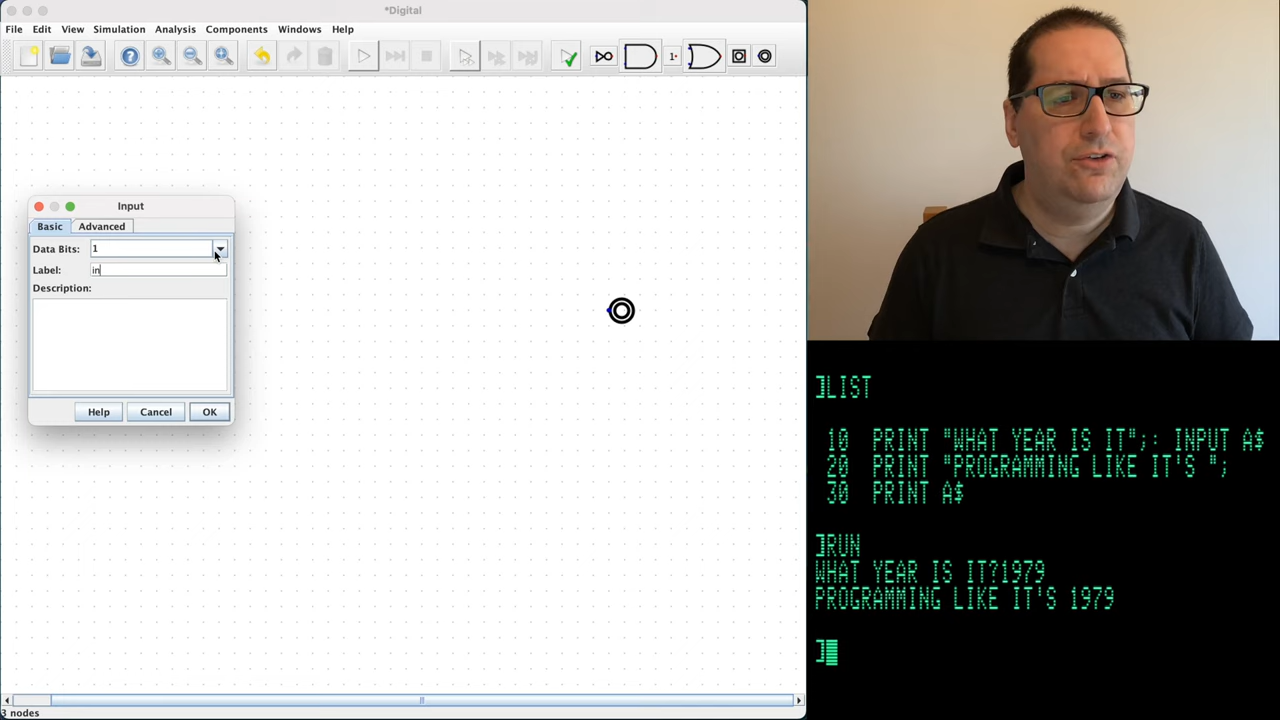 *Digital
File Edit View Simulation Analysis Components Windows Help
Input
Basic Advanced
Data Bits: 1
Label: in
Description:
Help Cancel OK
3 nodes
]LIST
10 PRINT "WHAT YEAR IS IT";: INPUT A$
20 PRINT "PROGRAMMING LIKE IT'S ";
30 PRINT A$
]RUN
WHAT YEAR IS IT?1979
PROGRAMMING LIKE IT'S 1979
]